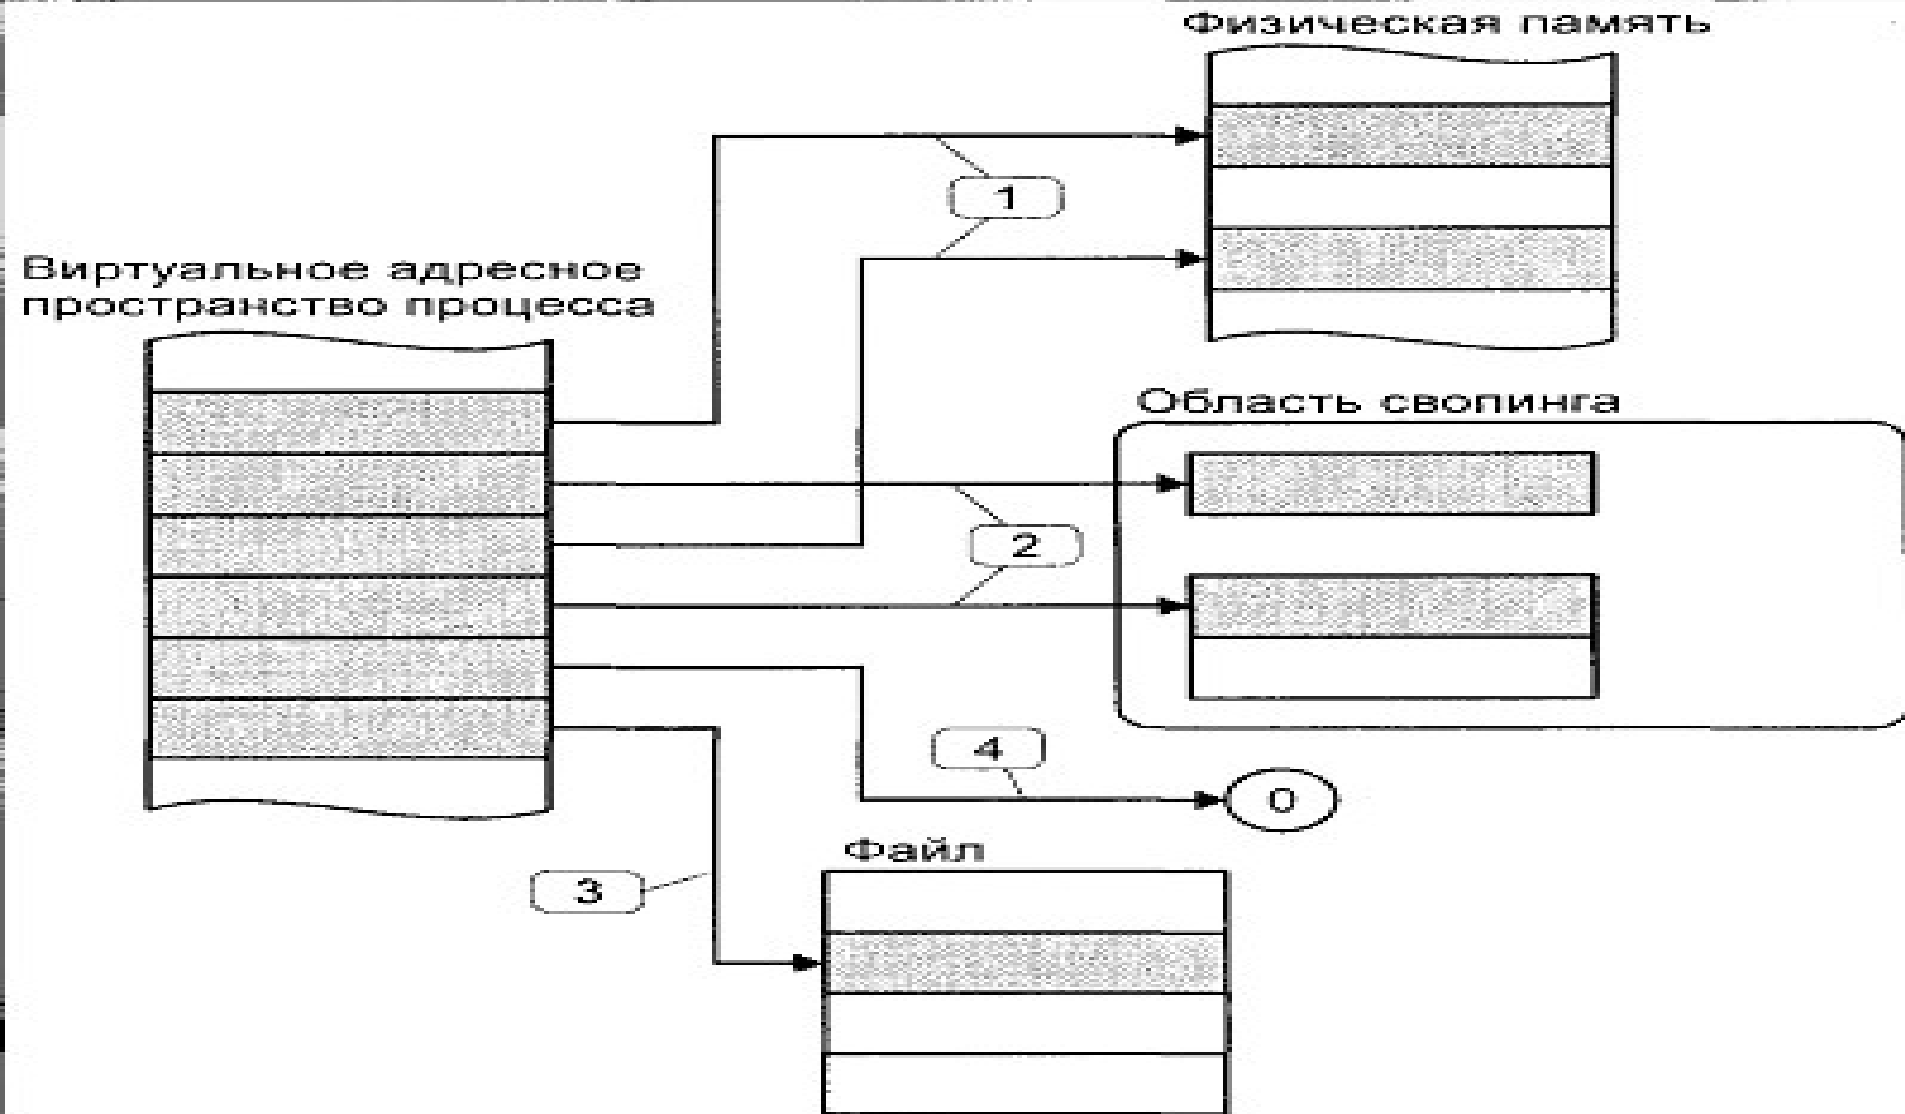 Физическая память
1
Виртуальное адресное
пространство процесса
Область свопинга
2
4
0
Файл
3